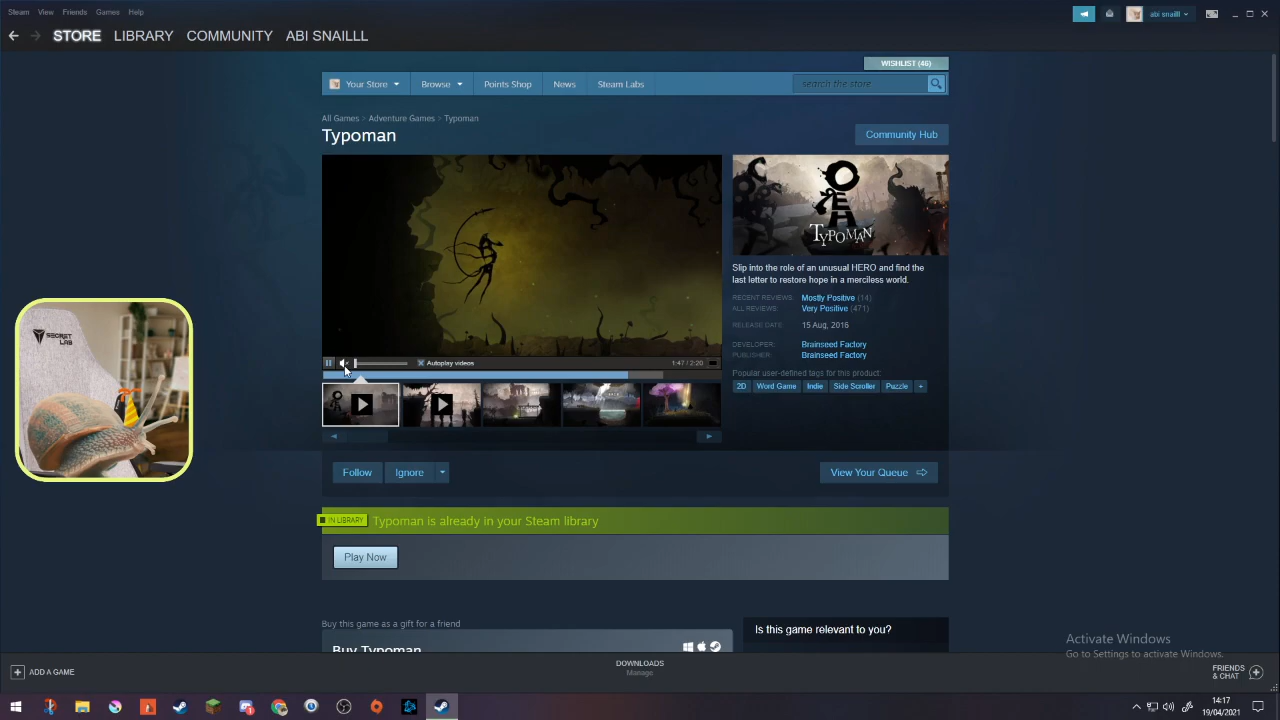 Steam View Friends Games Help
abi snailll
STORE LIBRARY COMMUNITY ABI SNAILLL
WISHLIST (46)
Your Store Browse Points Shop News Steam Labs
search the store
All Games > Adventure Games > Typoman
Typoman
Community Hub
TYPOMAN
Slip into the role of an unusual HERO and find the
last letter to restore hope in a merciless world.
RECENT REVIEWS: Mostly Positive (14)
ALL REVIEWS: Very Positive (471)
RELEASE DATE: 15 Aug, 2016
DEVELOPER: Brainseed Factory
PUBLISHER: Brainseed Factory
Popular user-defined tags for this product:
2D Word Game Indie Side Scroller Puzzle +
Autoplay videos
1:47 / 2:20
SECRET
LAB
Follow Ignore
View Your Queue
IN LIBRARY Typoman is already in your Steam library
Play Now
Buy this game as a gift for a friend
Buy Typoman
Is this game relevant to you?
Activate Windows
Go to Settings to activate Windows.
ADD A GAME
DOWNLOADS
Manage
FRIENDS
& CHAT
14:17
19/04/2021